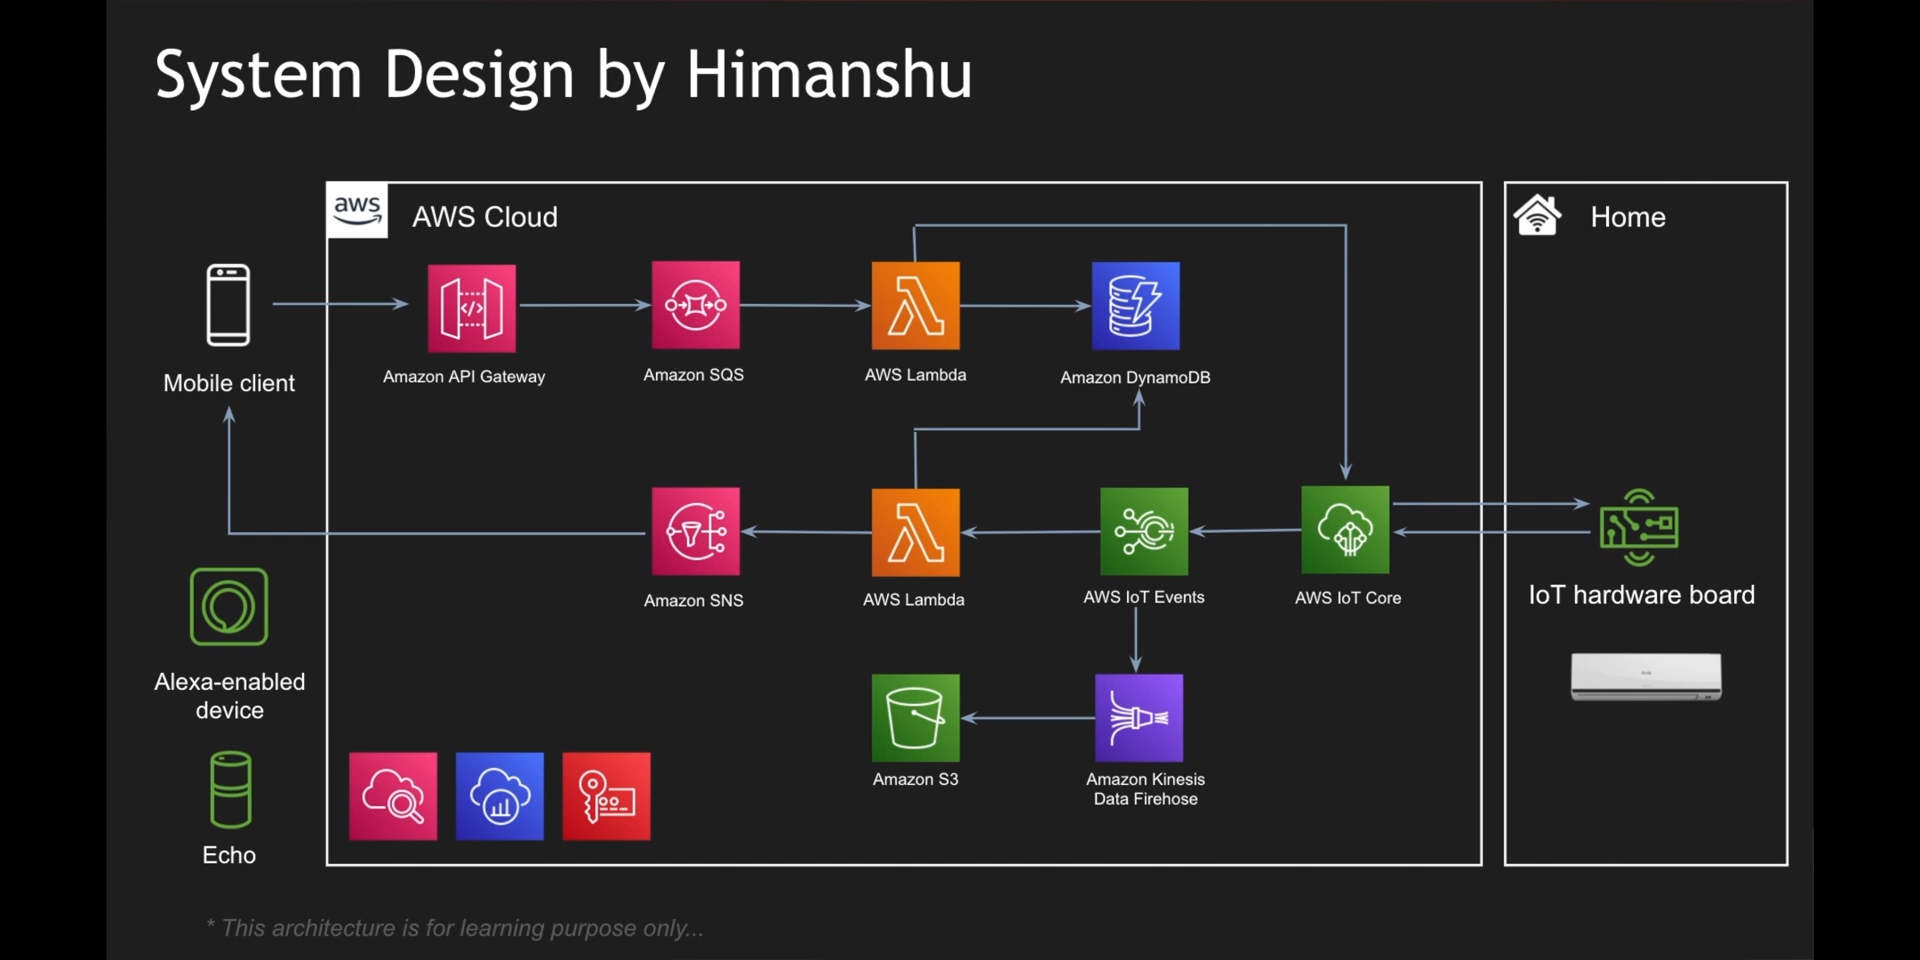 System Design by Himanshu
aws
AWS Cloud
Home
Mobile client
Amazon API Gateway
Amazon SQS
AWS Lambda
Amazon DynamoDB
Amazon SNS
AWS Lambda
AWS IoT Events
AWS IoT Core
IoT hardware board
Alexa-enabled
device
Amazon S3
Amazon Kinesis
Data Firehose
Echo
* This architecture is for learning purpose only...